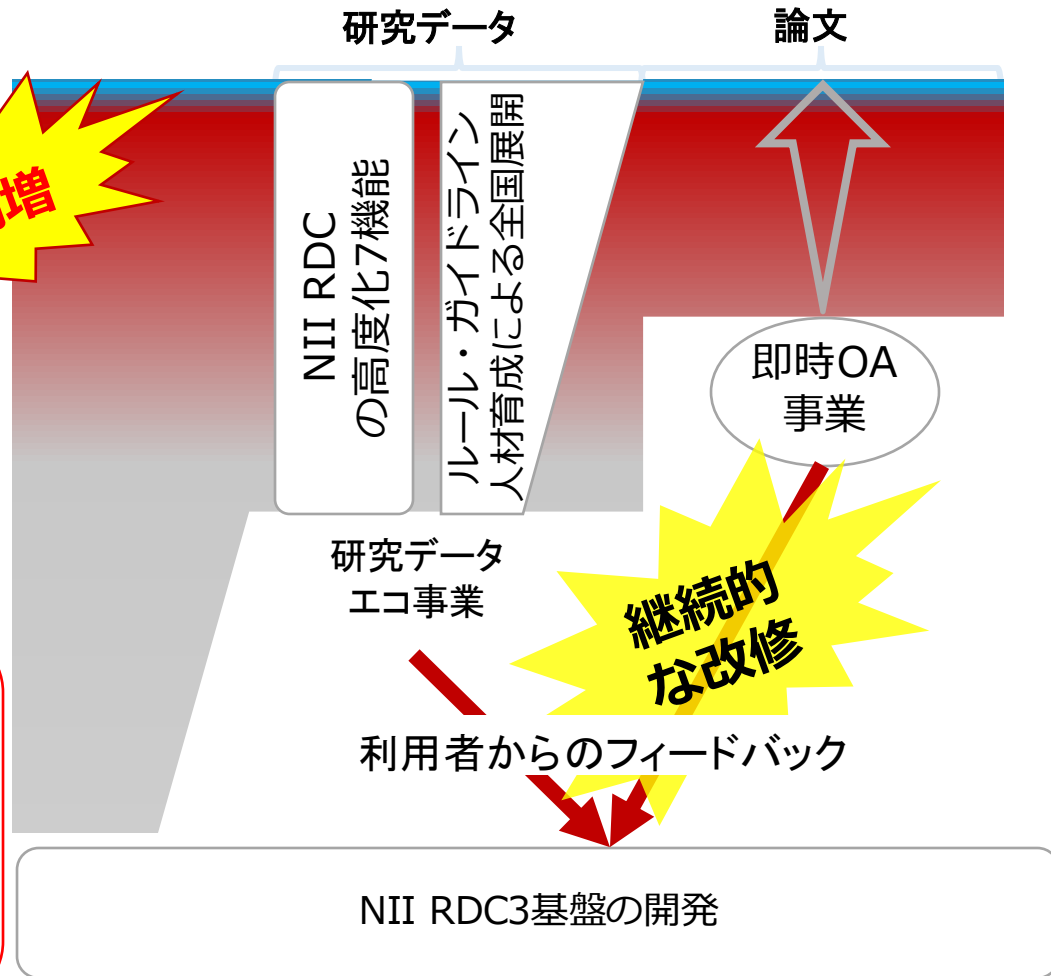 研究データ
論文
増
NII RDC
の高度化7機能
ルール・ガイドライン
人材育成による全国展開
即時OA
事業
研究データ
エコ事業
継続的
な改修
利用者からのフィードバック
NII RDC3基盤の開発